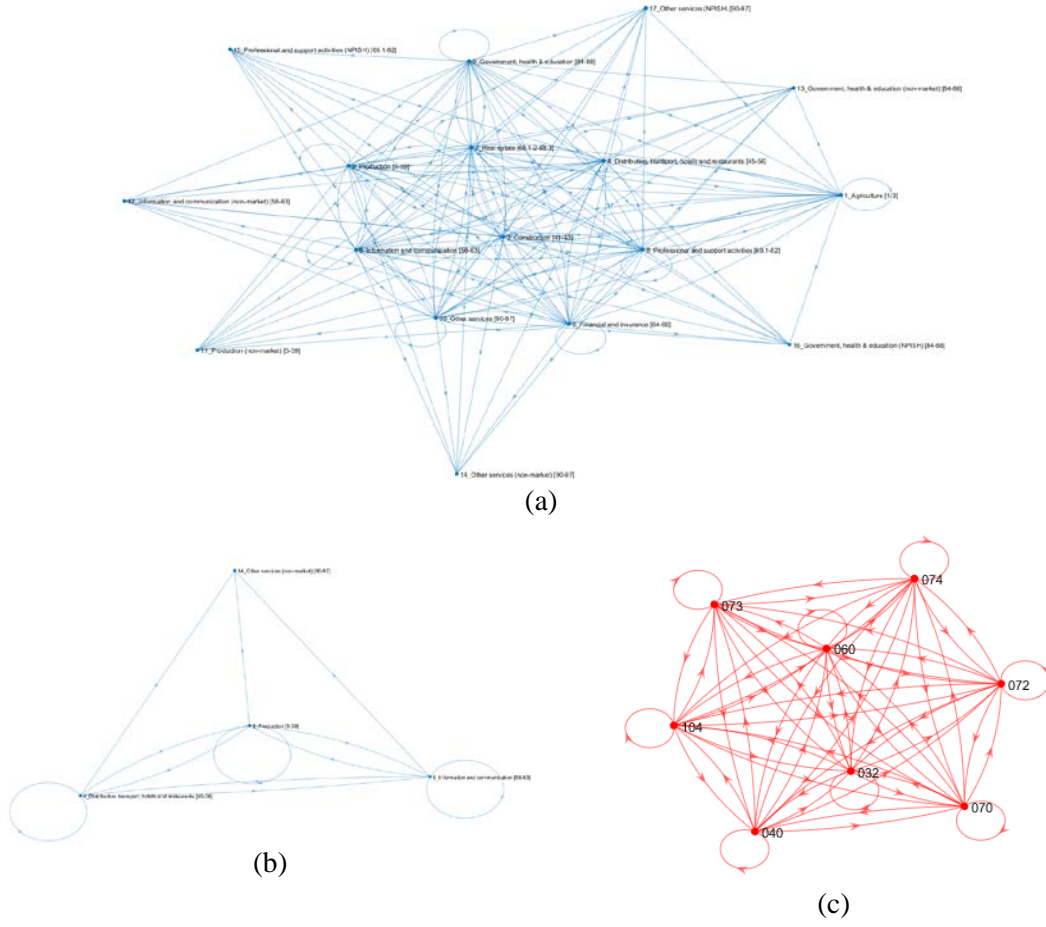 17_Other services (NPISH) [90-97]
15_Professional and support activities (NPISH) [69.1-82]
9_Government, health & education [84-88]
13_Government, health & education (non-market) [84-88]
7_Real estate [68.1-2-68.3]
4_Distribution, transport, hotels and restaurants [45-56]
2_Production [5-39]
1_Agriculture [1-3]
12_Information and communication (non-market) [58-63]
3_Construction [41-43]
5_Information and communication [58-63]
8_Professional and support activities [69.1-82]
10_Other services [90-97]
6_Financial and insurance [64-66]
11_Production (non-market) [5-39]
16_Government, health & education (NPISH) [84-88]
14_Other services (non-market) [90-97]
(a)
14_Other services (non-market) [90-97]
2_Production [5-39]
5_Information and communication [58-63]
4_Distribution, transport, hotels and restaurants [45-56]
(b)
074
073
060
072
104
032
070
040
(c)